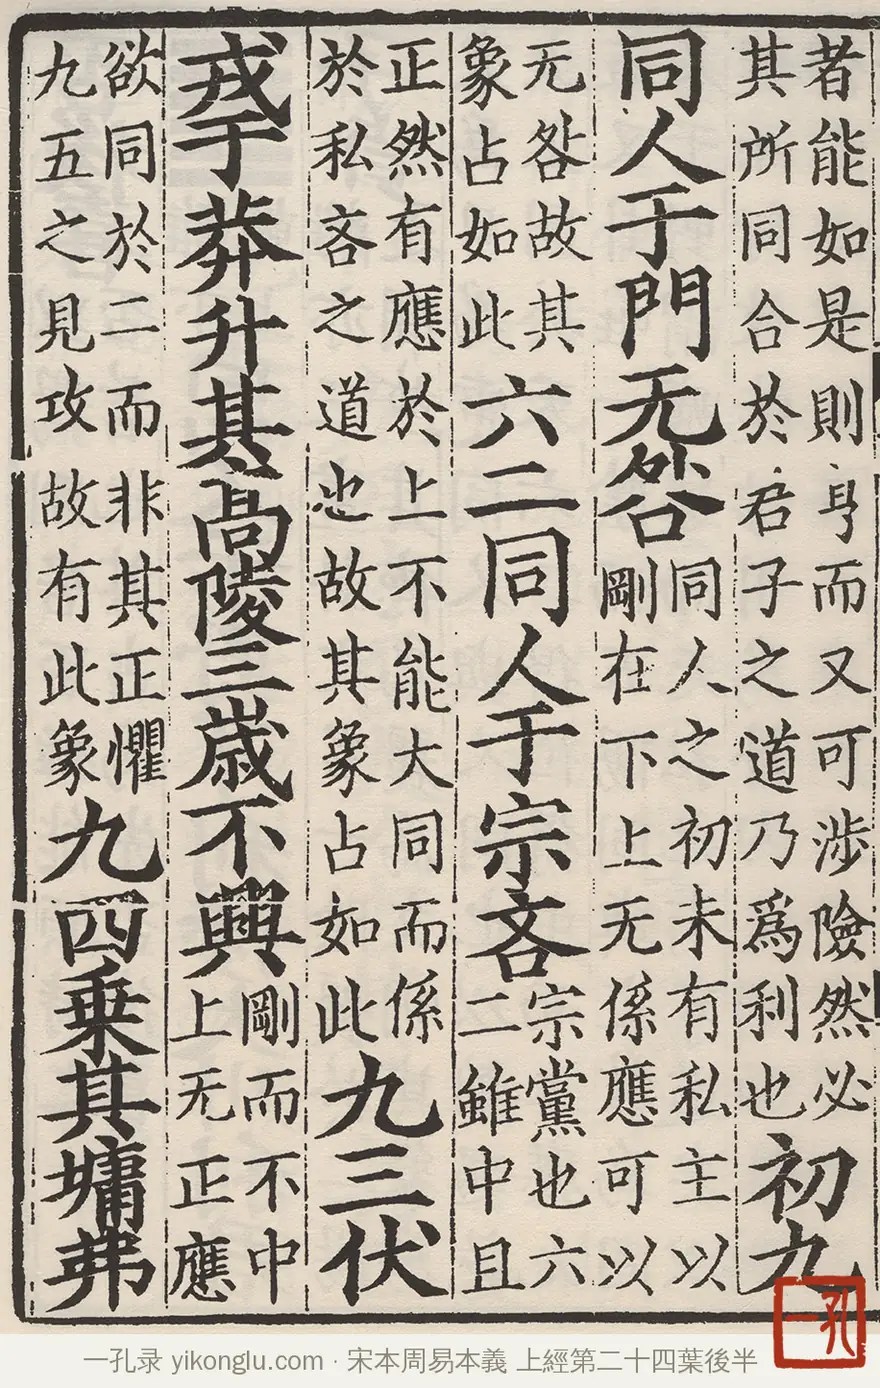 者能如是則亨而又可涉險然必
其所同合於君子之道乃爲利也
初九
同人于門无咎
同人之初未有私主以
剛在下上无係應可以
无咎故其
象占如此
六二同人于宗吝
宗黨也六
二雖中且
正然有應於上不能大同而係
於私吝之道也故其象占如此
九三伏
戎于莽升其髙陵三歳不興
剛而不中
上无正應
欲同於二而非其正懼
九五之見攻故有此象
九四乗其墉弗
一孔
一孔录 yikonglu.com · 宋本周易本義 上經第二十四葉後半